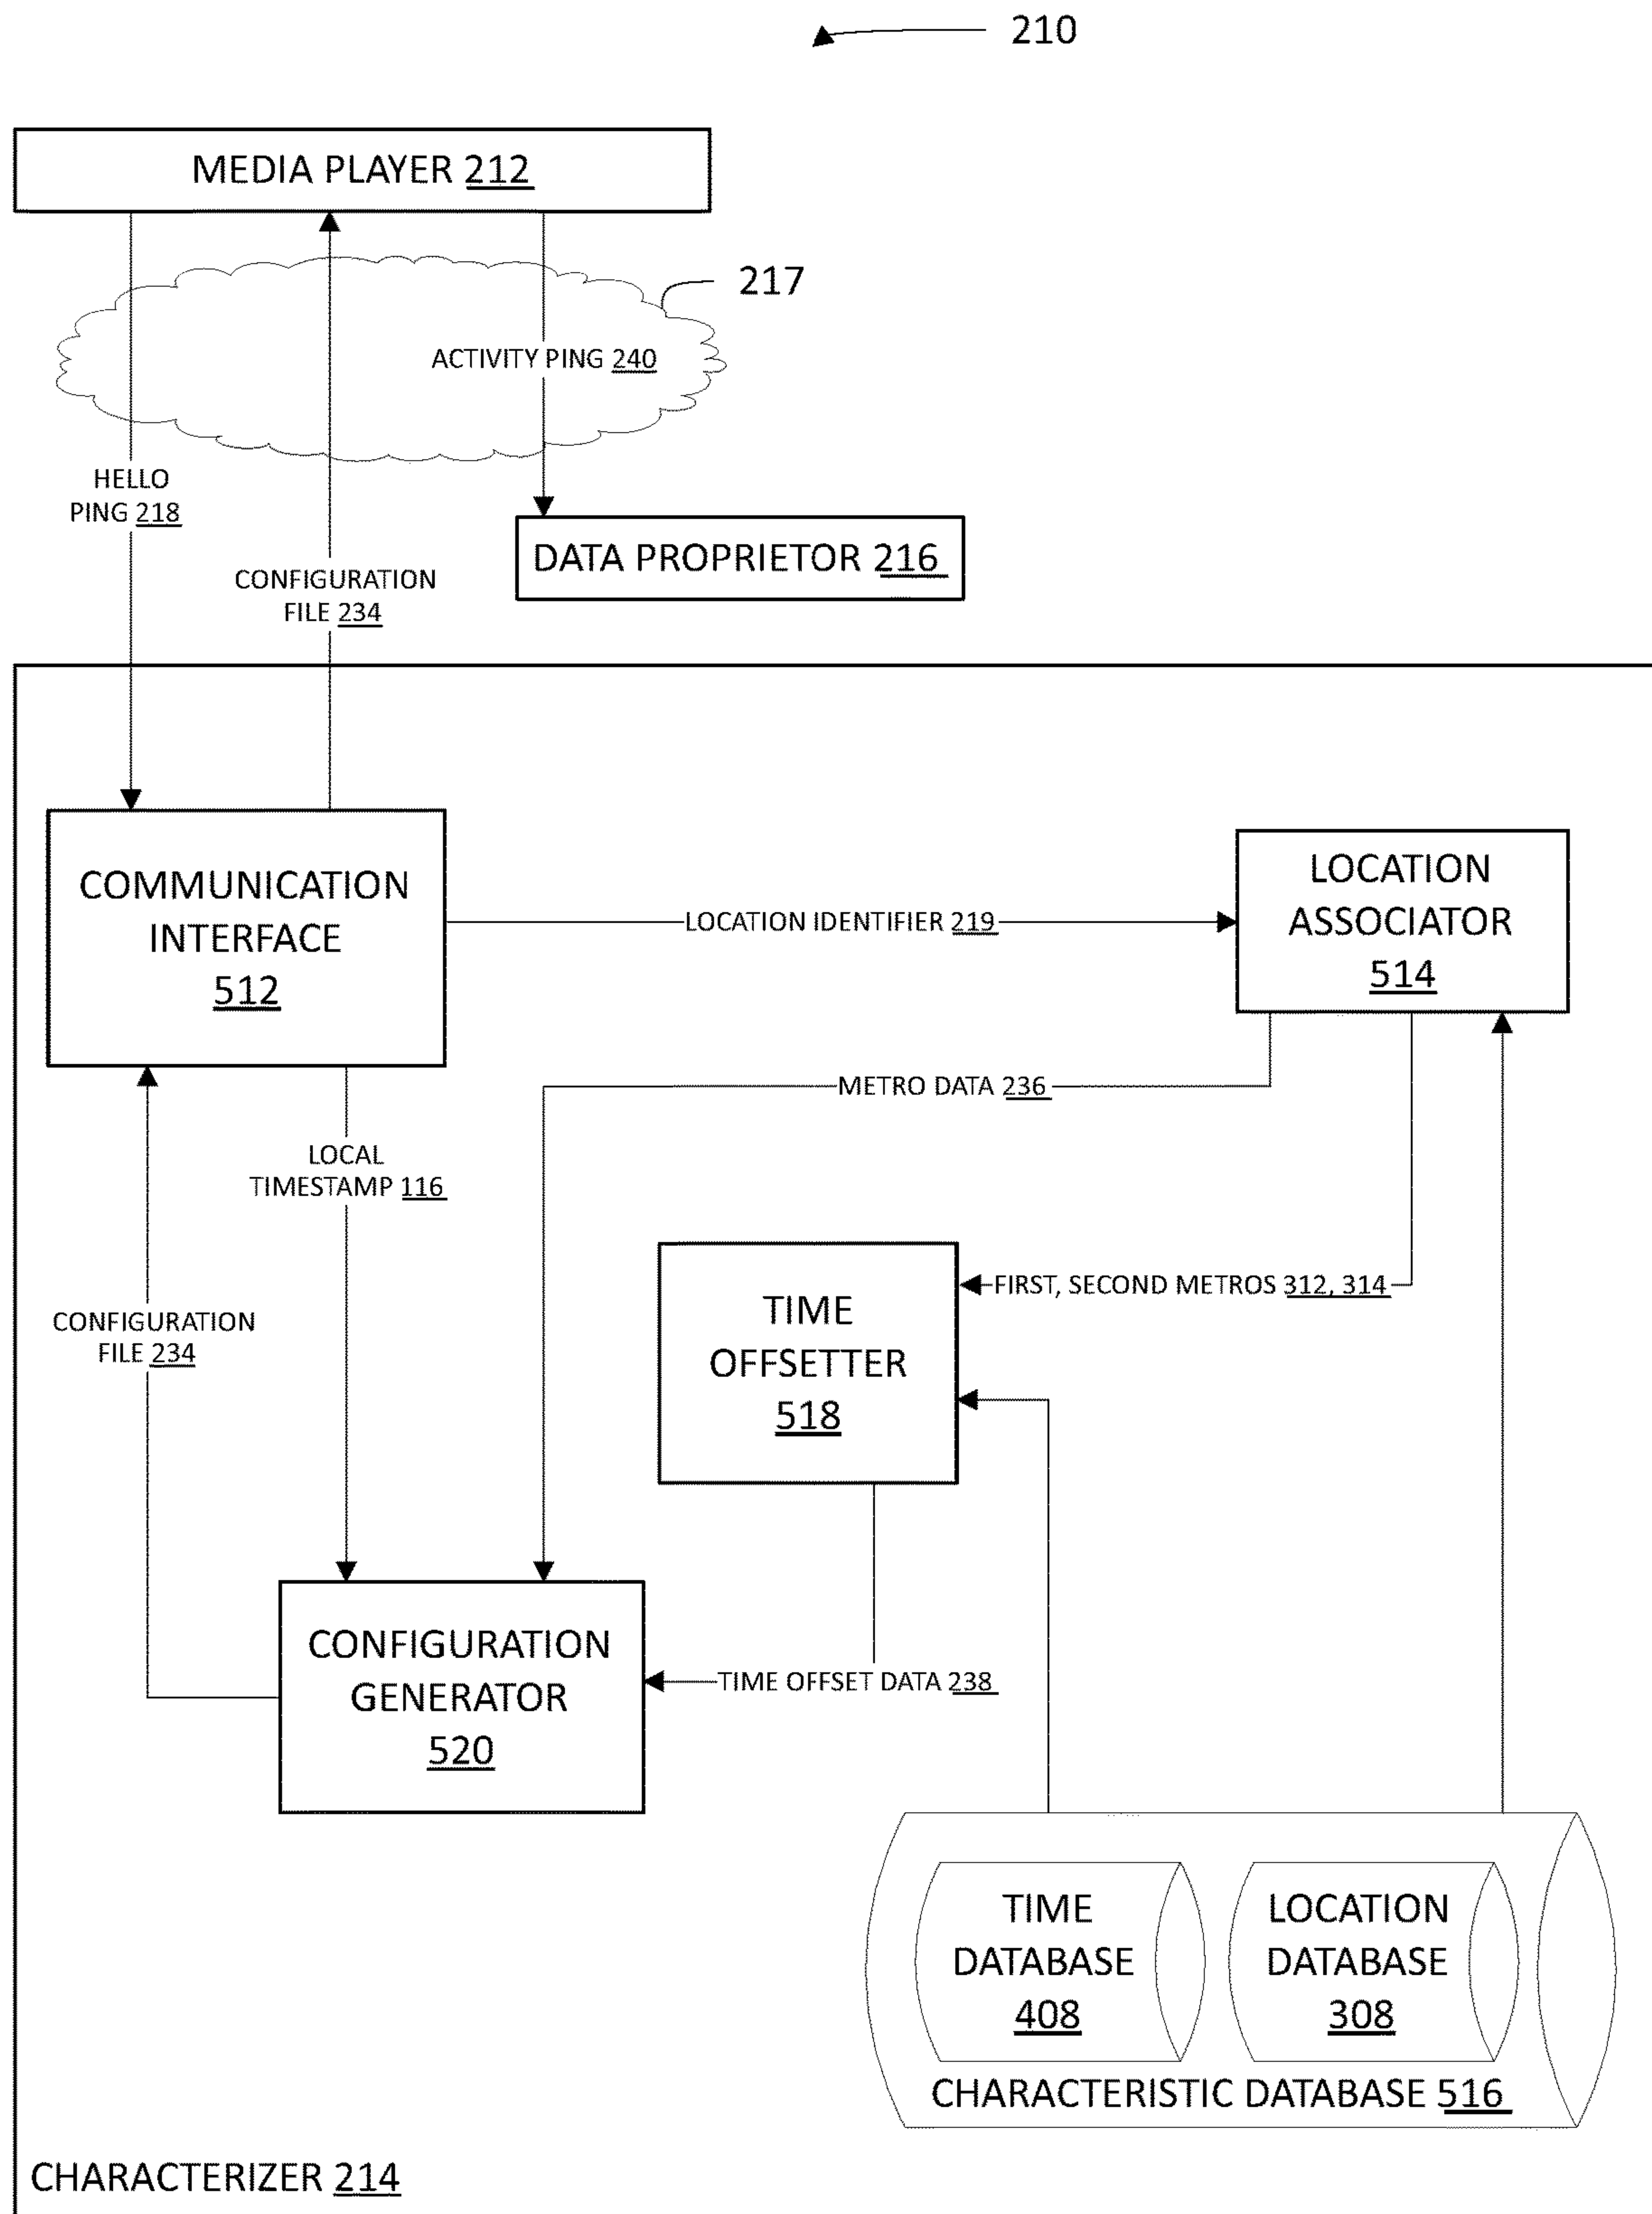 210
MEDIA PLAYER 212
217
ACTIVITY PING 240
HELLO
PING 218
DATA PROPRIETOR 216
CONFIGURATION
FILE 234
COMMUNICATION
INTERFACE
512
LOCATION
ASSOCIATOR
514
LOCATION IDENTIFIER 219
METRO DATA 236
LOCAL
TIMESTAMP 116
FIRST, SECOND METROS 312, 314
TIME
OFFSETTER
518
CONFIGURATION
FILE 234
CONFIGURATION
GENERATOR
520
TIME OFFSET DATA 238
TIME
DATABASE
408
LOCATION
DATABASE
308
CHARACTERISTIC DATABASE 516
CHARACTERIZER 214